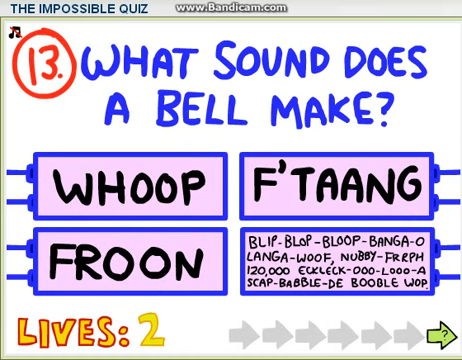 THE IMPOSSIBLE QUIZ
www.Bandicam.com
13. WHAT SOUND DOES
A BELL MAKE?
WHOOP
F'TAANG
FROON
BLIP-BLOP-BLOOP-BANGA-O
LANGA-WOOF, NUBBY-FRRPH
120,000 ECKLECK-OOO-LOOO-A
SCAP-BABBLE-DE BOOBLE WOP.
LIVES: 2
?